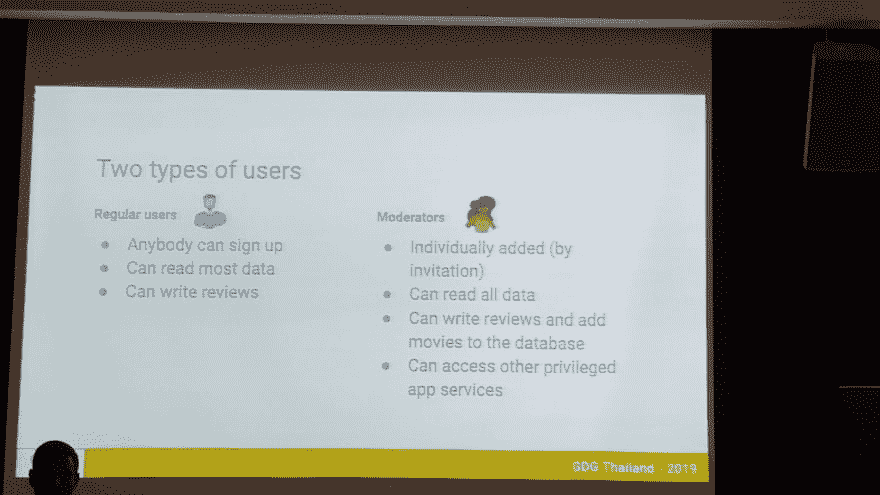 Two types of users
Regular users
● Anybody can sign up
● Can read most data
● Can write reviews
Moderators
● Individually added (by
invitation)
● Can read all data
● Can write reviews and add
movies to the database
● Can access other privileged
app services
GDG Thailand - 2019